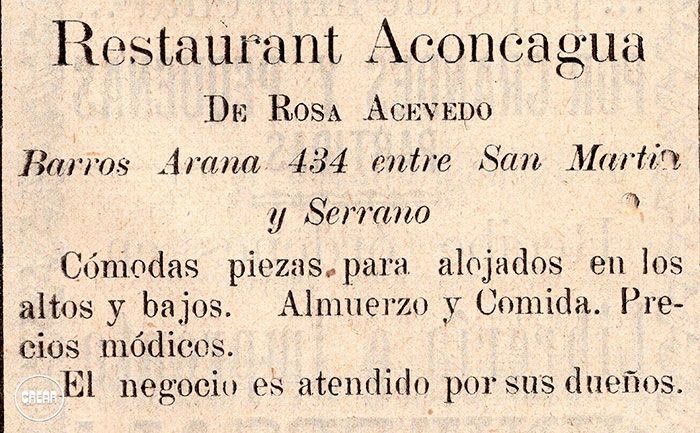 Restaurant Aconcagua
DE ROSA ACEVEDO
Barros Arana 434 entre San Martin
y Serrano
Cómodas piezas para alojados en los
altos y bajos. Almuerzo y Comida. Pre-
cios módicos.
El negocio es atendido por sus dueños.
CREAR